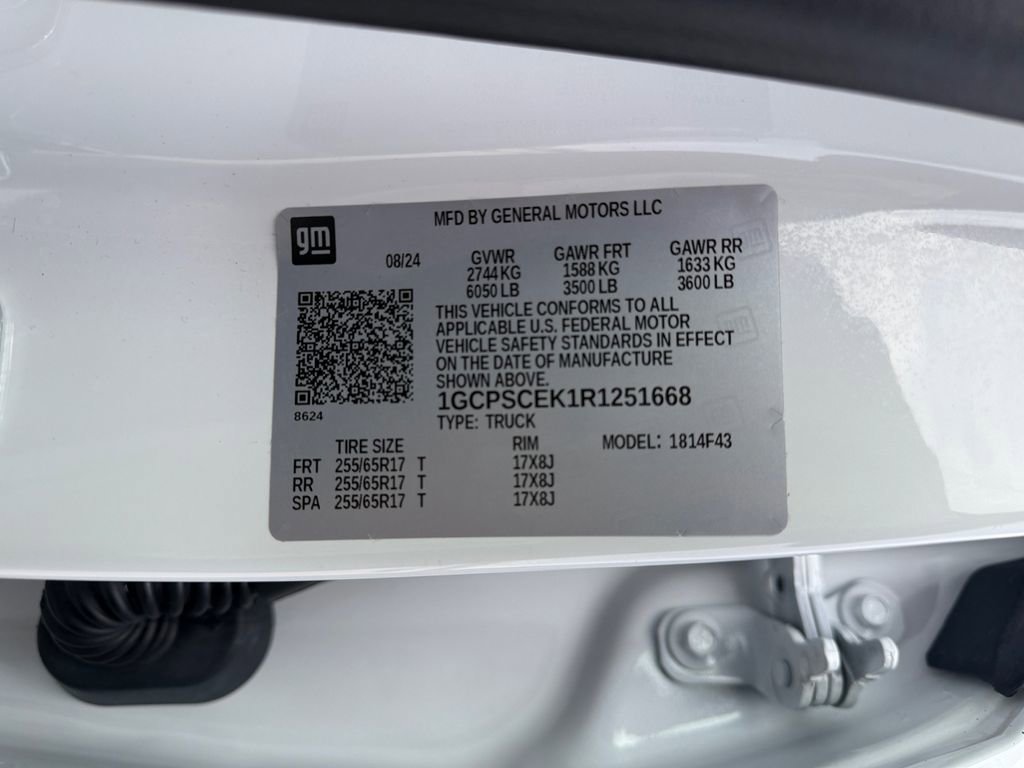 gm
MFD BY GENERAL MOTORS LLC
08/24
GVWR GAWR FRT GAWR RR
2744 KG 1588 KG 1633 KG
6050 LB 3500 LB 3600 LB
THIS VEHICLE CONFORMS TO ALL
APPLICABLE U.S. FEDERAL MOTOR
VEHICLE SAFETY STANDARDS IN EFFECT
ON THE DATE OF MANUFACTURE
SHOWN ABOVE.
8624
1GCPSCEK1R1251668
TYPE: TRUCK
TIRE SIZE RIM MODEL: 1814F43
FRT 255/65R17 T 17X8J
RR 255/65R17 T 17X8J
SPA 255/65R17 T 17X8J